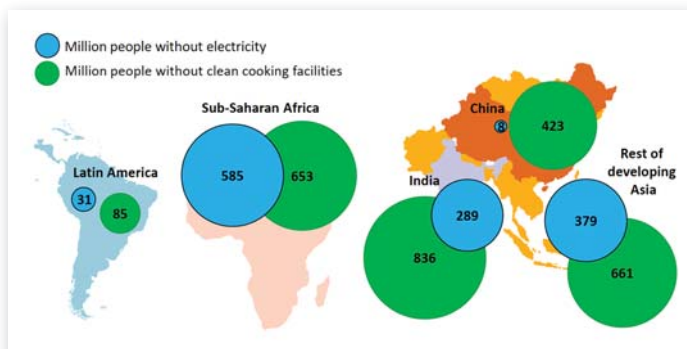 Million people without electricity
Million people without clean cooking facilities
Sub-Saharan Africa
585
653
Latin America
31
85
China
8
423
India
289
836
Rest of
developing
Asia
379
661